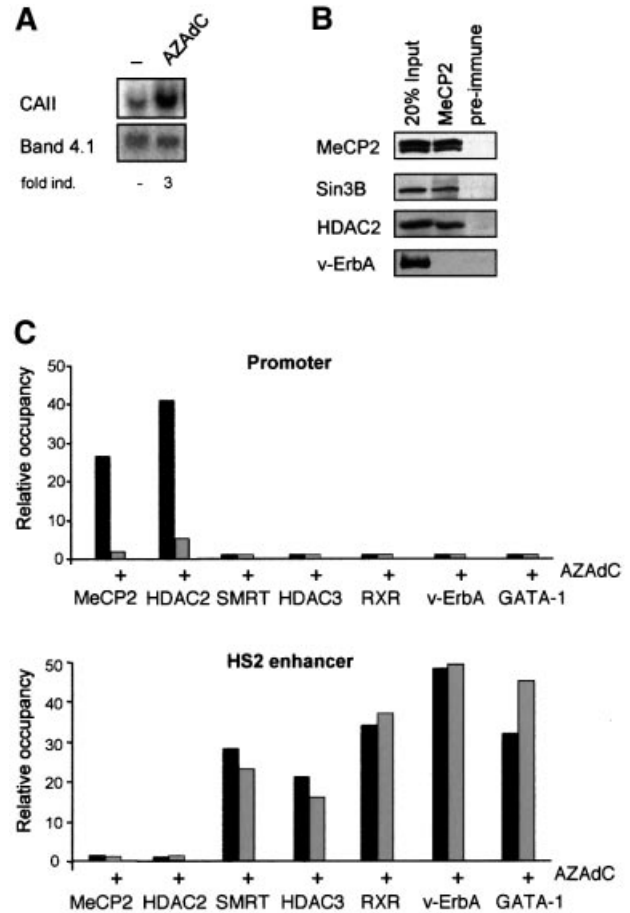 A
– AZAdC
CAII
Band 4.1
fold ind. - 3
B
20% Input MeCP2 pre-immune
MeCP2
Sin3B
HDAC2
v-ErbA
C
Promoter
Relative occupancy
50
40
30
20
10
0
+ + + + + + + AZAdC
MeCP2 HDAC2 SMRT HDAC3 RXR v-ErbA GATA-1
HS2 enhancer
Relative occupancy
50
40
30
20
10
0
+ + + + + + + AZAdC
MeCP2 HDAC2 SMRT HDAC3 RXR v-ErbA GATA-1